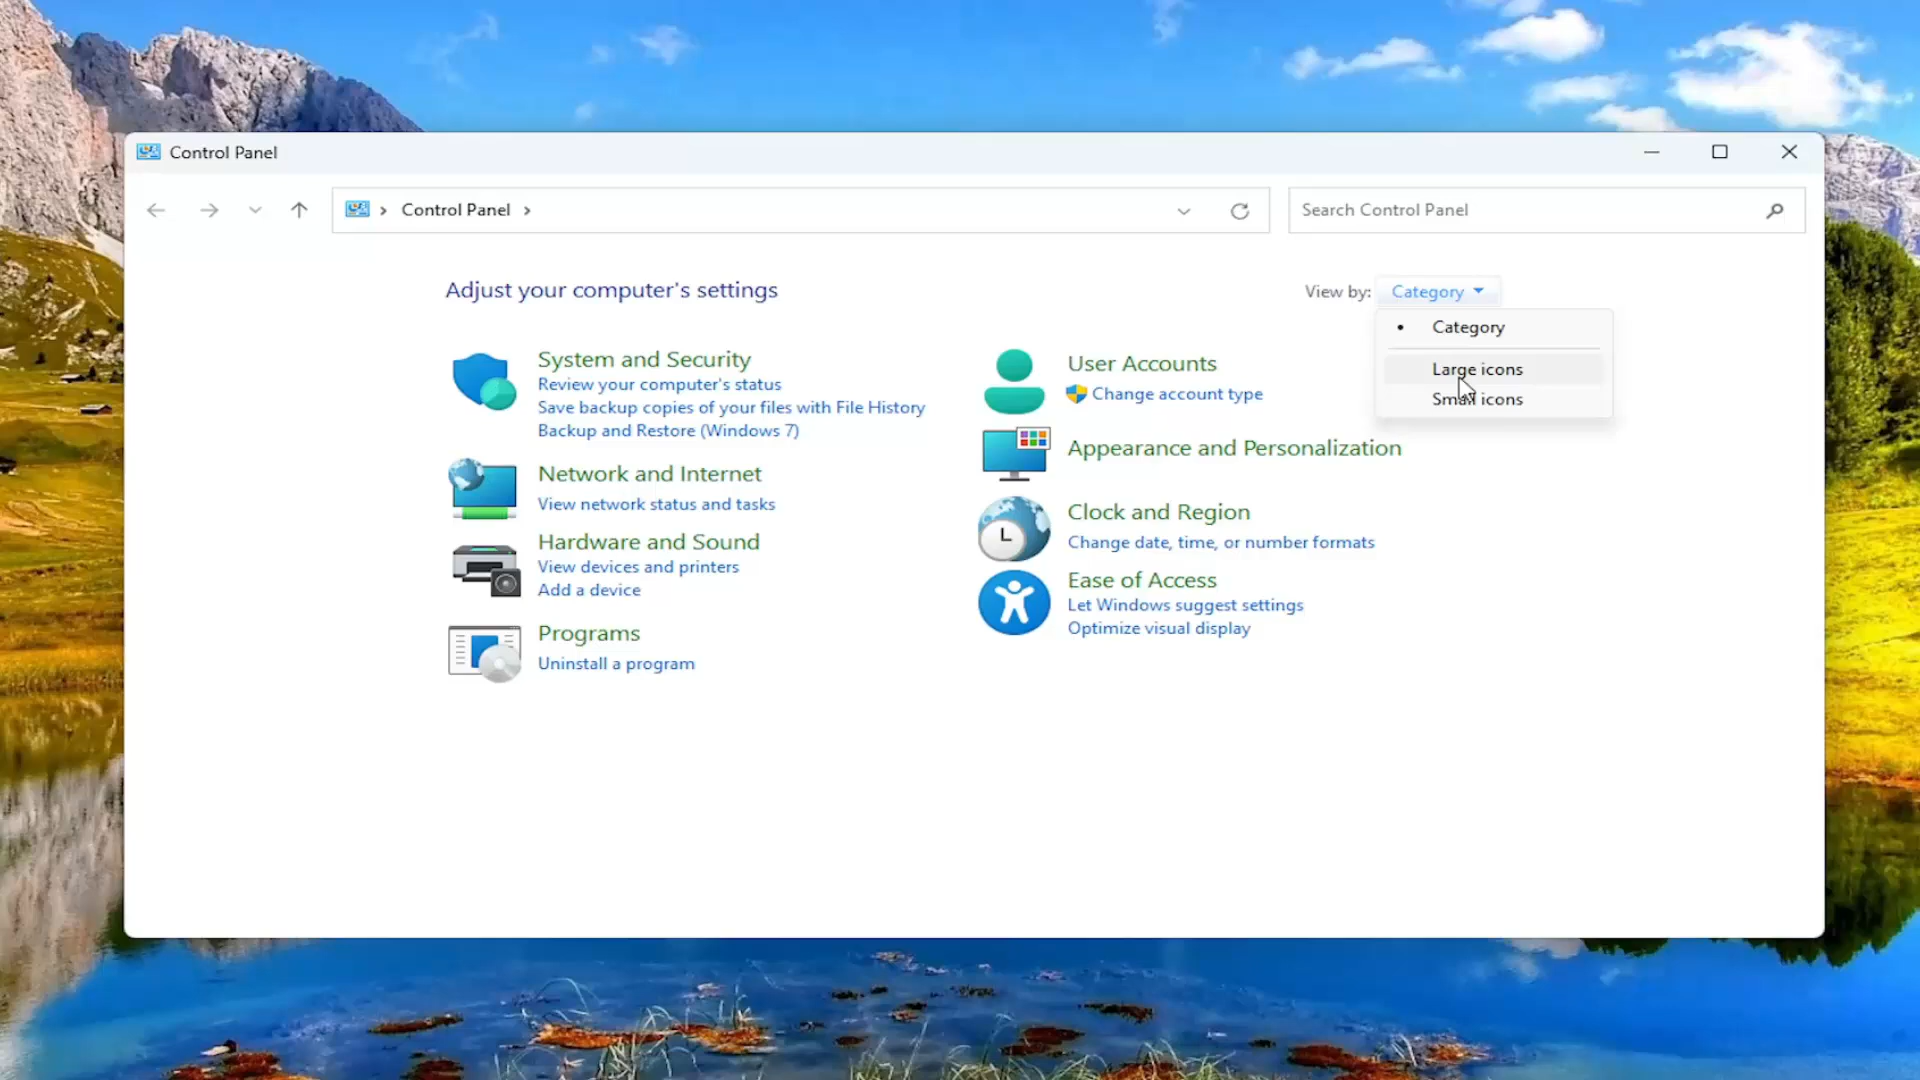 Control Panel
Control Panel
Search Control Panel
Adjust your computer's settings
View by: Category
Category
Large icons
Small icons
System and Security
Review your computer's status
Save backup copies of your files with File History
Backup and Restore (Windows 7)
Network and Internet
View network status and tasks
Hardware and Sound
View devices and printers
Add a device
Programs
Uninstall a program
User Accounts
Change account type
Appearance and Personalization
Clock and Region
Change date, time, or number formats
Ease of Access
Let Windows suggest settings
Optimize visual display